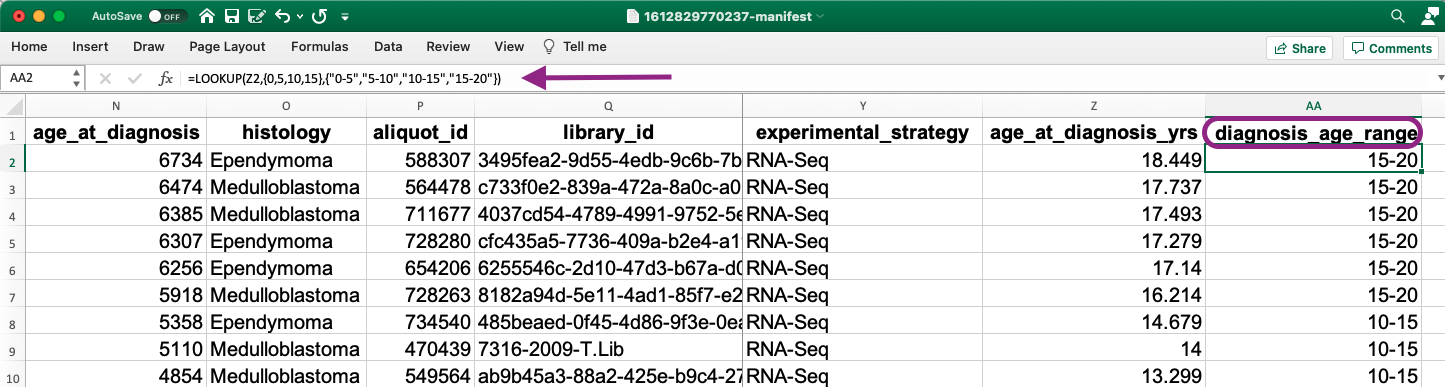 AutoSave OFF 1612829770237-manifest
Home Insert Draw Page Layout Formulas Data Review View Tell me Share Comments
AA2 fx =LOOKUP(Z2,{0,5,10,15},{"0-5","5-10","10-15","15-20"})
N O P Q Y Z AA
1 age_at_diagnosis histology aliquot_id library_id experimental_strategy age_at_diagnosis_yrs diagnosis_age_range
2 6734 Ependymoma 588307 3495fea2-9d55-4edb-9c6b-7b RNA-Seq 18.449 15-20
3 6474 Medulloblastoma 564478 c733f0e2-839a-472a-8a0c-a0 RNA-Seq 17.737 15-20
4 6385 Medulloblastoma 711677 4037cd54-4789-4991-9752-5e RNA-Seq 17.493 15-20
5 6307 Ependymoma 728280 cfc435a5-7736-409a-b2e4-a1 RNA-Seq 17.279 15-20
6 6256 Ependymoma 654206 6255546c-2d10-47d3-b67a-d0 RNA-Seq 17.14 15-20
7 5918 Medulloblastoma 728263 8182a94d-5e11-4ad1-85f7-e2 RNA-Seq 16.214 15-20
8 5358 Ependymoma 734540 485beaed-0f45-4d86-9f3e-0ea RNA-Seq 14.679 10-15
9 5110 Medulloblastoma 470439 7316-2009-T.Lib RNA-Seq 14 10-15
10 4854 Medulloblastoma 549564 ab9b45a3-88a2-425e-b9c4-27 RNA-Seq 13.299 10-15